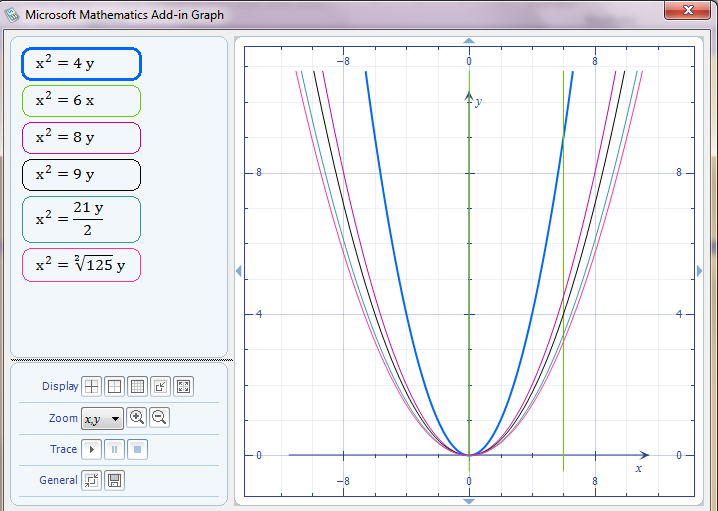 Microsoft Mathematics Add-in Graph
x² = 4 y
x² = 6 x
x² = 8 y
x² = 9 y
x² = 21 y / 2
x² = ²√125 y
Display
Zoom x,y
Trace
General
-8 0 8
y
8 8
4 4
0 0
x
-8 0 8